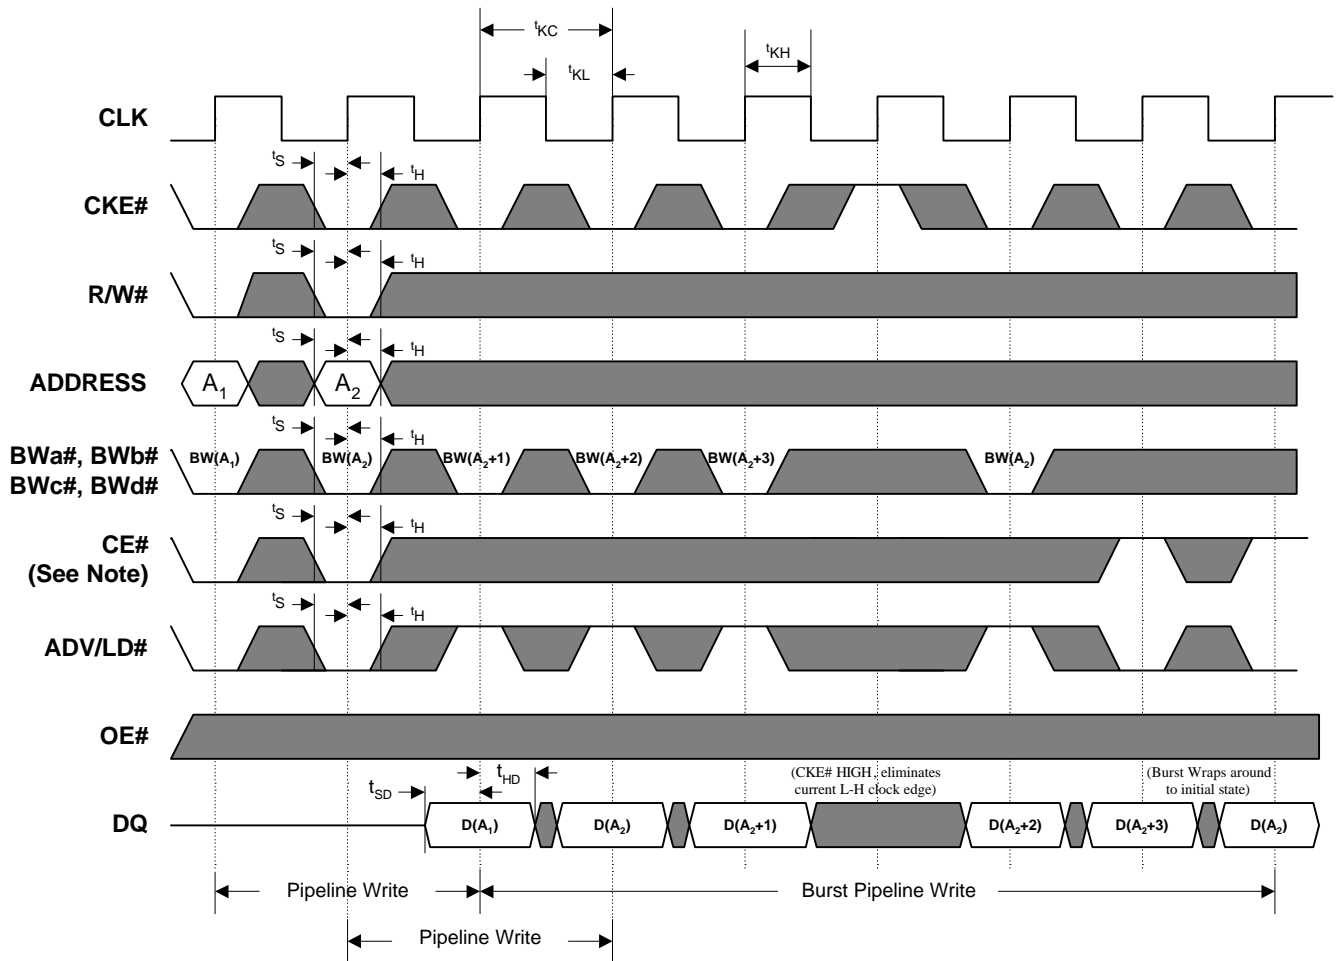 tKC
tKH
tKL
CLK
tS
tH
CKE#
tS
tH
R/W#
tS
tH
ADDRESS
A1
A2
tS
tH
BWa#, BWb#
BWc#, BWd#
BW(A1)
BW(A2)
BW(A2+1)
BW(A2+2)
BW(A2+3)
BW(A2)
tS
tH
CE#
(See Note)
tS
tH
ADV/LD#
OE#
tHD
tSD
(CKE# HIGH, eliminates
current L-H clock edge)
(Burst Wraps around
to initial state)
DQ
D(A1)
D(A2)
D(A2+1)
D(A2+2)
D(A2+3)
D(A2)
Pipeline Write
Burst Pipeline Write
Pipeline Write